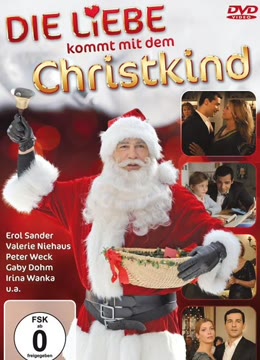 DIE LiEBE
DVD
VIDEO
kommt mit dem
Christkind
Erol Sander
Valerie Niehaus
Peter Weck
Gaby Dohm
Irina Wanka
u.a.
FSK
ab
0
freigegeben